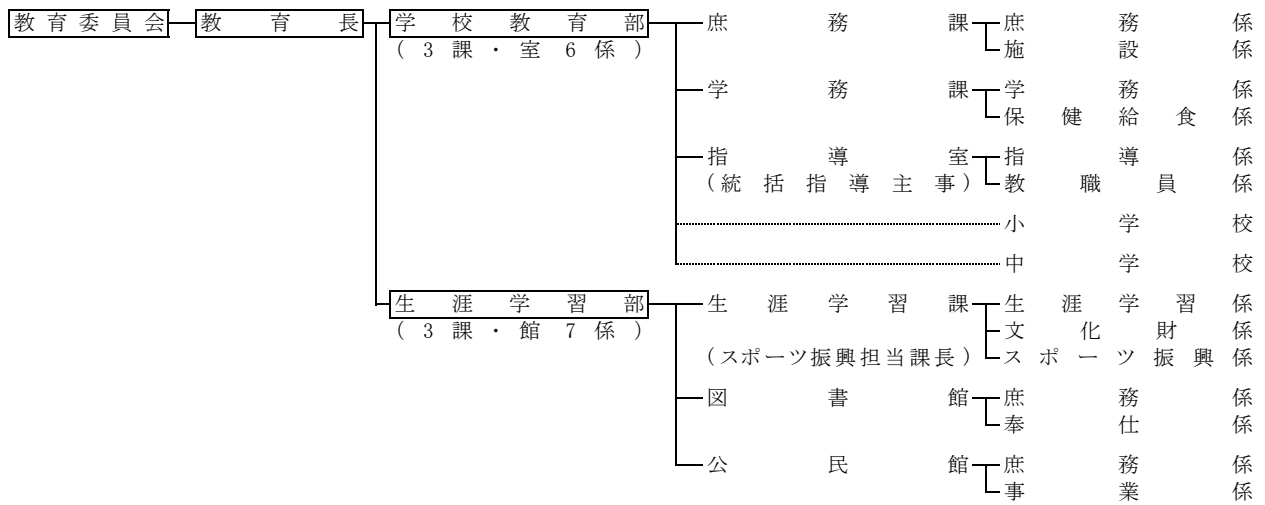 教育委員会 教育長 学校教育部 庶務課 庶務係
(3課・室6係) 施設係
学務課 学務係
保健給食係
指導室 指導係
(統括指導主事) 教職員係
小学校
中学校
生涯学習部 生涯学習課 生涯学習係
(3課・館7係) 文化財係
(スポーツ振興担当課長) スポーツ振興係
図書館 庶務係
奉仕係
公民館 庶務係
事業係